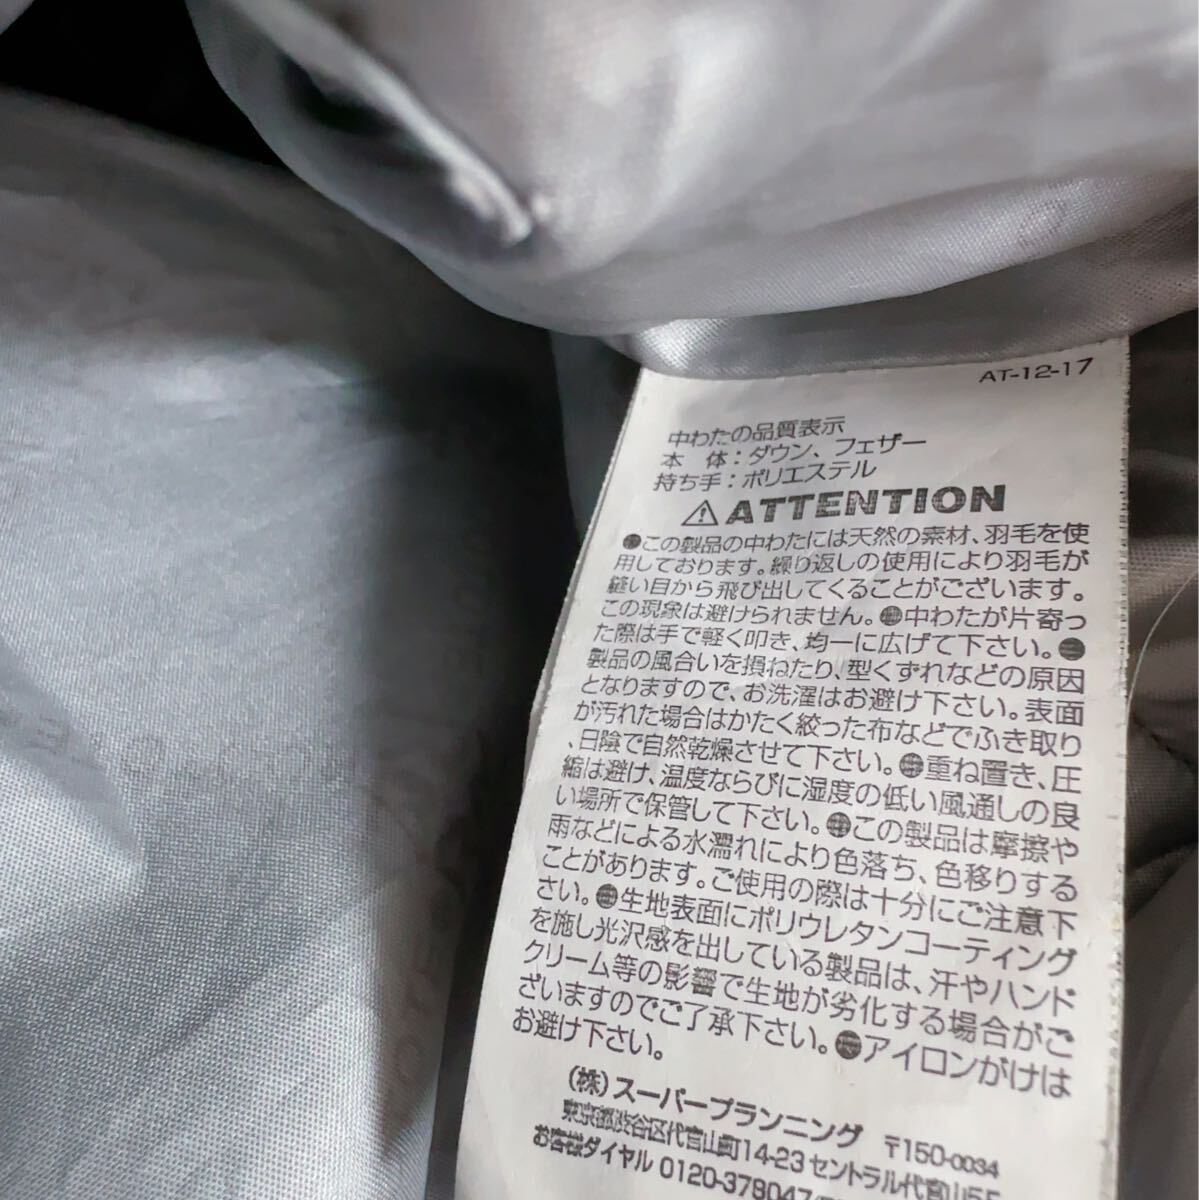 AT-12-17
中わたの品質表示
本 体：ダウン、フェザー
持ち手：ポリエステル
⚠ATTENTION
●この製品の中わたには天然の素材、羽毛を使
用しております。繰り返しの使用により羽毛が
縫い目から飛び出してくることがございます。
この現象は避けられません。●中わたが片寄っ
た際は手で軽く叩き、均一に広げて下さい。●
製品の風合いを損ねたり、型くずれなどの原因
となりますので、お洗濯はお避け下さい。表面
が汚れた場合はかたく絞った布などでふき取り
、日陰で自然乾燥させて下さい。●重ね置き、圧
縮は避け、温度ならびに湿度の低い風通しの良
い場所で保管して下さい。●この製品は摩擦や
雨などによる水濡れにより色落ち、色移りする
ことがあります。ご使用の際は十分にご注意下
さい。●生地表面にポリウレタンコーティング
を施し光沢感を出している製品は、汗やハンド
クリーム等の影響で生地が劣化する場合がご
ざいますのでご了承下さい。●アイロンがけは
お避け下さい。
(株)スーパープランニング 〒150-0034
東京都渋谷区代官山町14-23セントラル代官山
お客様ダイヤル 0120-378047